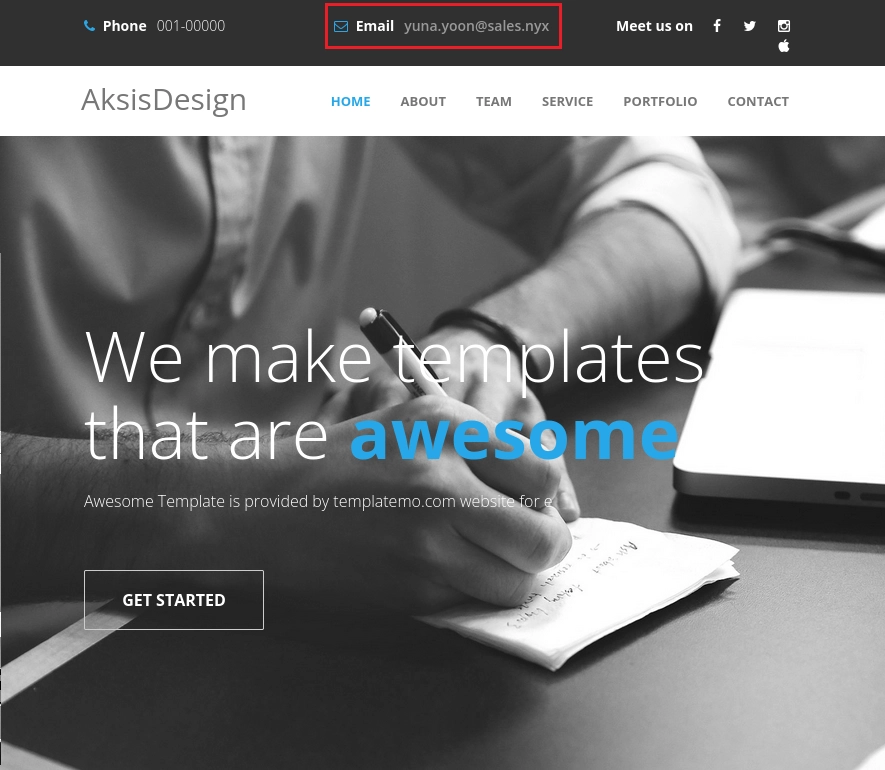 Phone 001-00000
Email yuna.yoon@sales.nyx
Meet us on
AksisDesign
HOME ABOUT TEAM SERVICE PORTFOLIO CONTACT
We make templates
that are awesome
Awesome Template is provided by templatemo.com website for e
GET STARTED